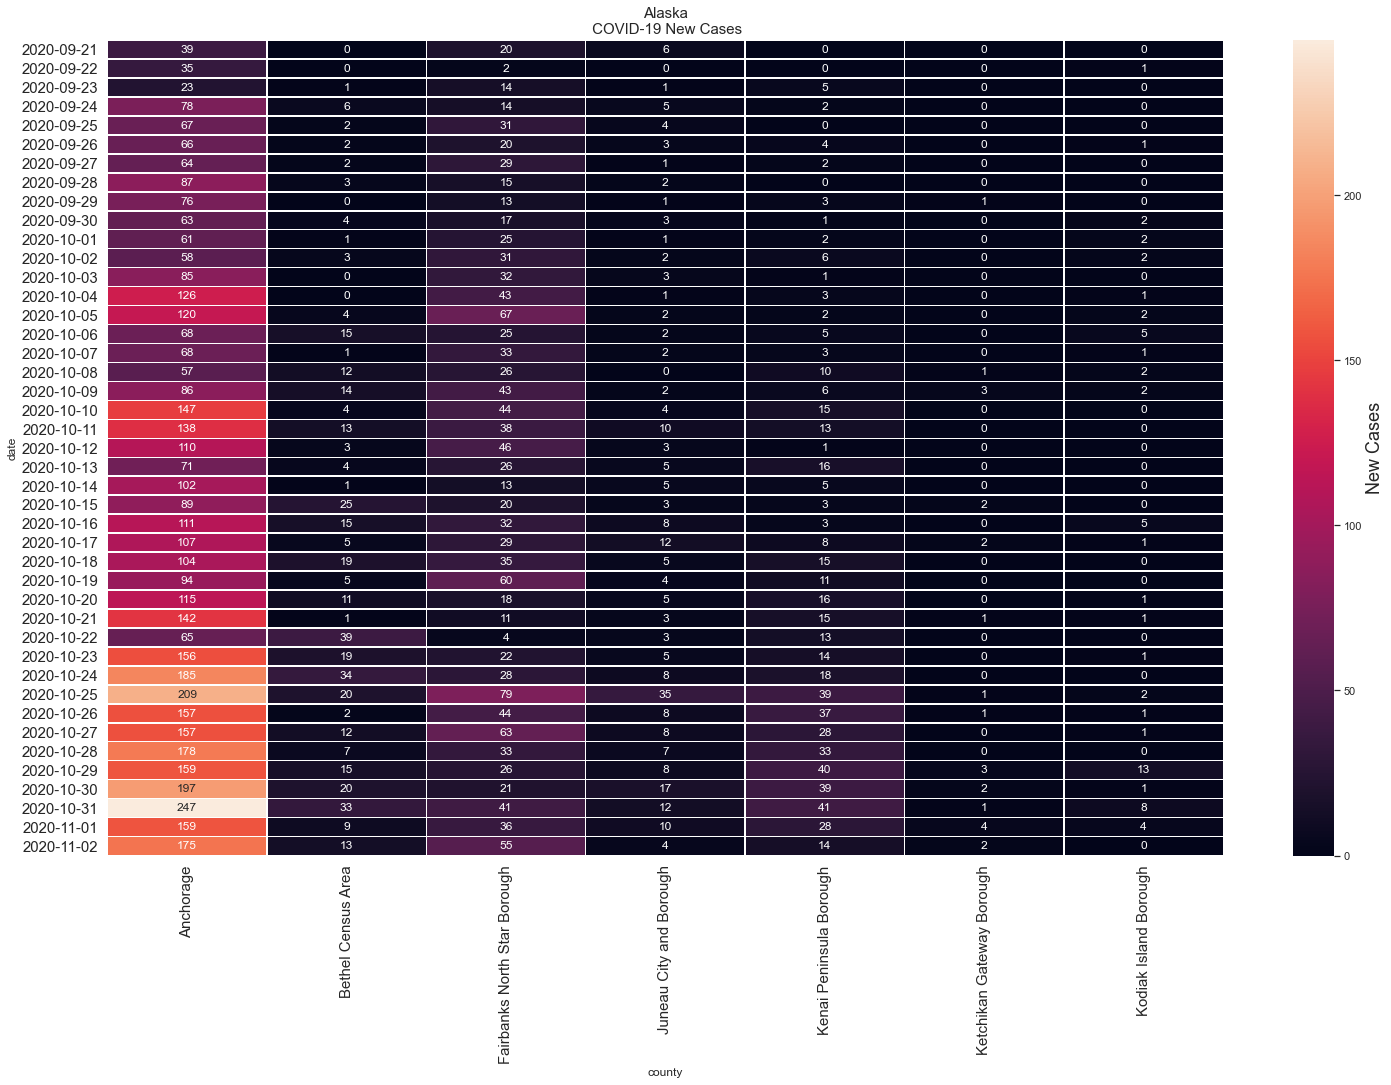 Alaska
COVID-19 New Cases
2020-09-21 39 0 20 6 0 0 0
2020-09-22 35 0 2 0 0 0 1
2020-09-23 23 1 14 1 5 0 0
2020-09-24 78 6 14 5 2 0 0
2020-09-25 67 2 31 4 0 0 0
2020-09-26 66 2 20 3 4 0 1
2020-09-27 64 2 29 1 2 0 0
2020-09-28 87 3 15 2 0 0 0
2020-09-29 76 0 13 1 3 1 0
2020-09-30 63 4 17 3 1 0 2
2020-10-01 61 1 25 1 2 0 2
2020-10-02 58 3 31 2 6 0 2
2020-10-03 85 0 32 3 1 0 0
2020-10-04 126 0 43 1 3 0 1
2020-10-05 120 4 67 2 2 0 2
2020-10-06 68 15 25 2 5 0 5
2020-10-07 68 1 33 2 3 0 1
2020-10-08 57 12 26 0 10 1 2
2020-10-09 86 14 43 2 6 3 2
2020-10-10 147 4 44 4 15 0 0
2020-10-11 138 13 38 10 13 0 0
2020-10-12 110 3 46 3 1 0 0
2020-10-13 71 4 26 5 16 0 0
2020-10-14 102 1 13 5 5 0 0
2020-10-15 89 25 20 3 3 2 0
2020-10-16 111 15 32 8 3 0 5
2020-10-17 107 5 29 12 8 2 1
2020-10-18 104 19 35 5 15 0 0
2020-10-19 94 5 60 4 11 0 0
2020-10-20 115 11 18 5 16 0 1
2020-10-21 142 1 11 3 15 1 1
2020-10-22 65 39 4 3 13 0 0
2020-10-23 156 19 22 5 14 0 1
2020-10-24 185 34 28 8 18 0 0
2020-10-25 209 20 79 35 39 1 2
2020-10-26 157 2 44 8 37 1 1
2020-10-27 157 12 63 8 28 0 1
2020-10-28 178 7 33 7 33 0 0
2020-10-29 159 15 26 8 40 3 13
2020-10-30 197 20 21 17 39 2 1
2020-10-31 247 33 41 12 41 1 8
2020-11-01 159 9 36 10 28 4 4
2020-11-02 175 13 55 4 14 2 0
date
Anchorage
Bethel Census Area
Fairbanks North Star Borough
Juneau City and Borough
Kenai Peninsula Borough
Ketchikan Gateway Borough
Kodiak Island Borough
county
200
150
100
50
0
New Cases